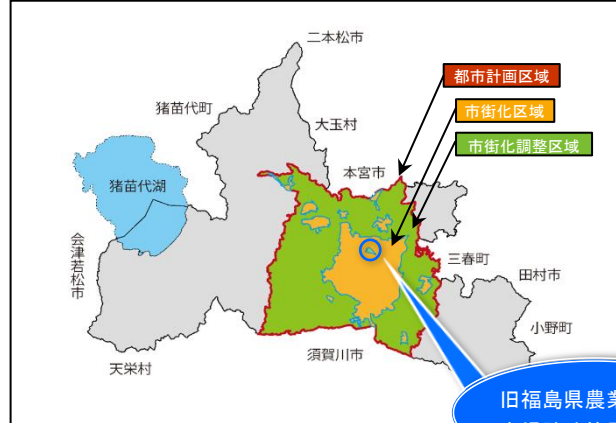 二本松市
都市計画区域
猪苗代町
市街化区域
大玉村
市街化調整区域
本宮市
猪苗代湖
会津若松市
三春町
田村市
小野町
須賀川市
天栄村
旧福島県農業